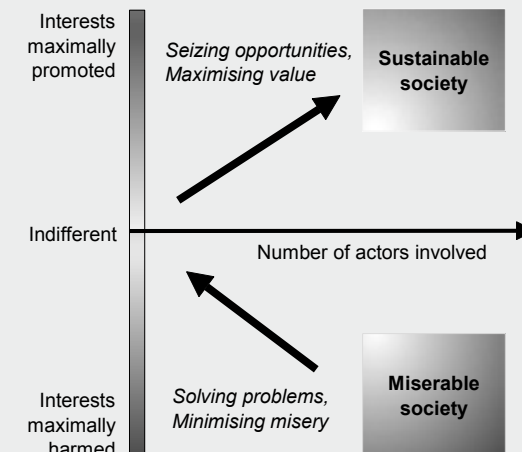 Interests
maximally
promoted
Seizing opportunities,
Maximising value
Sustainable
society
Indifferent
Number of actors involved
Interests
maximally
harmed
Solving problems,
Minimising misery
Miserable
society